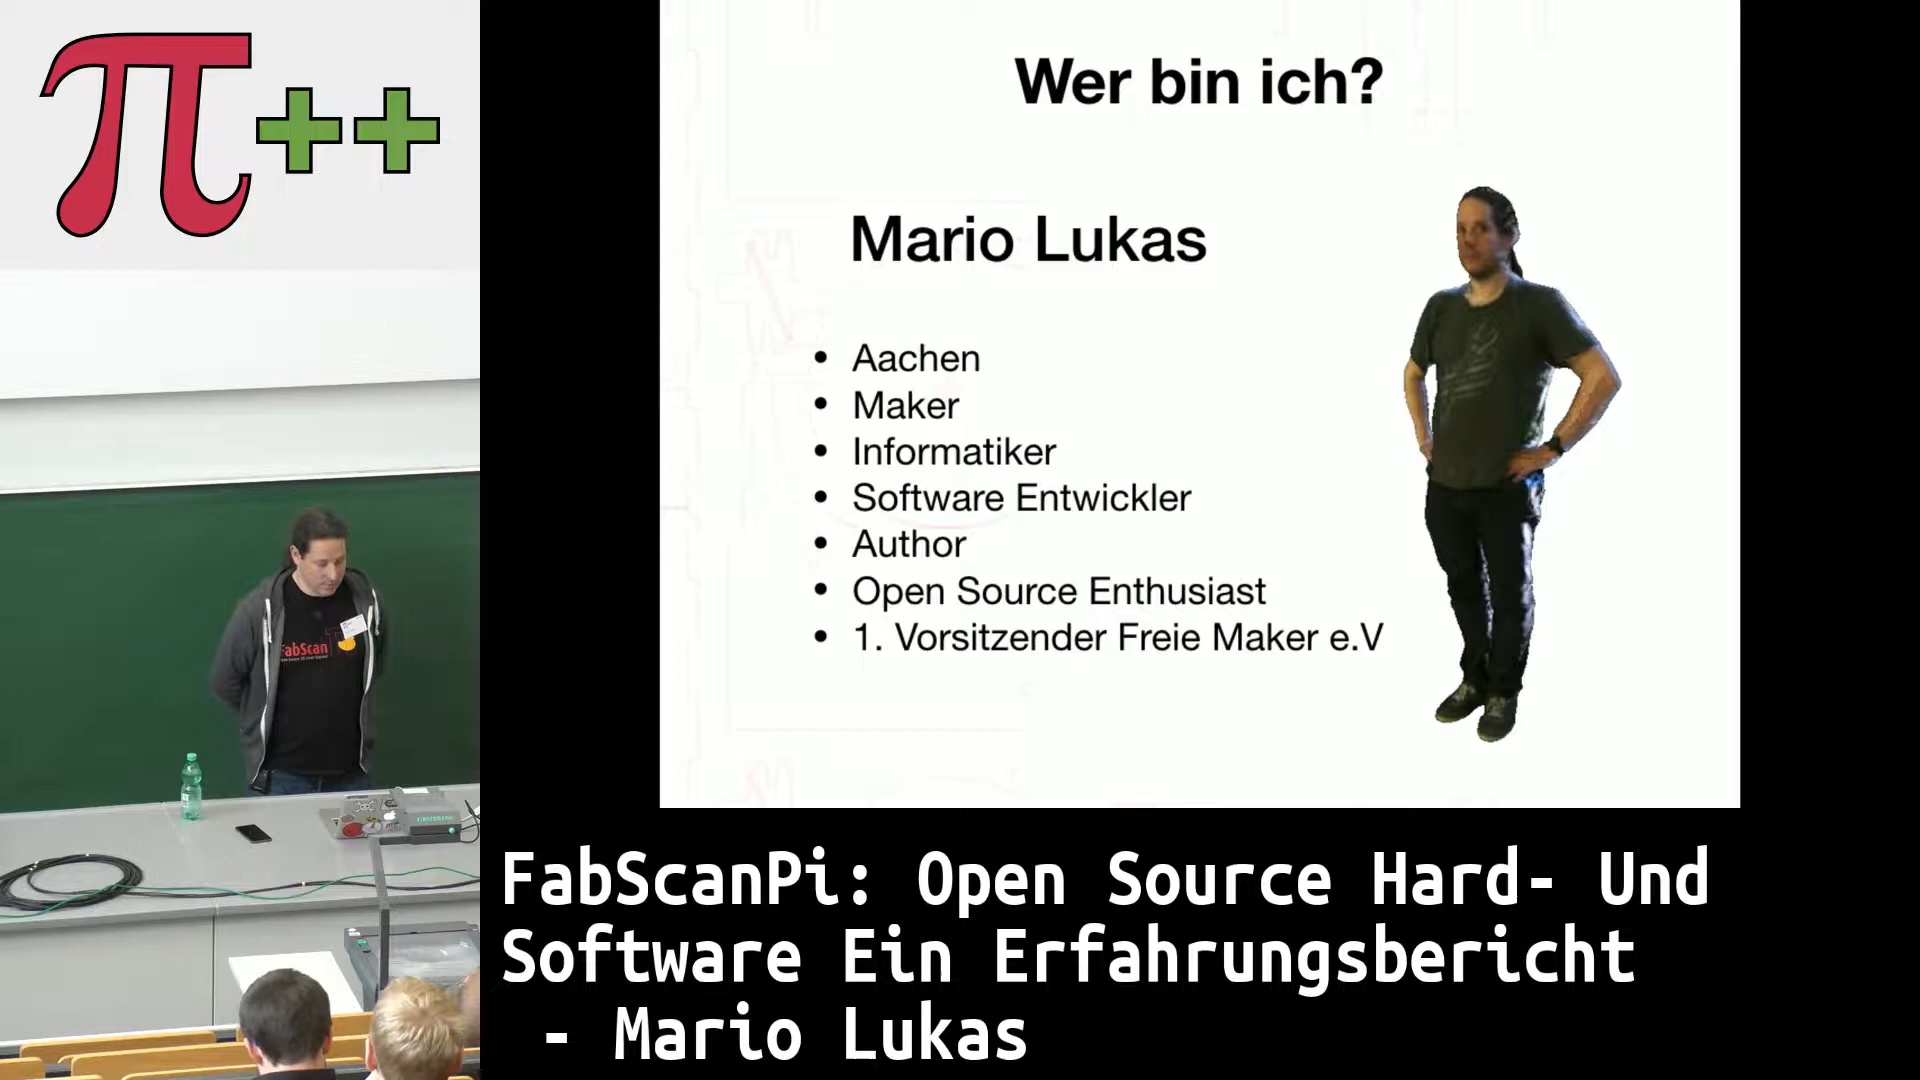 π++
Wer bin ich?
Mario Lukas
• Aachen
• Maker
• Informatiker
• Software Entwickler
• Author
• Open Source Enthusiast
• 1. Vorsitzender Freie Maker e.V
FabScan
FabScanPi: Open Source Hard- Und
Software Ein Erfahrungsbericht
- Mario Lukas